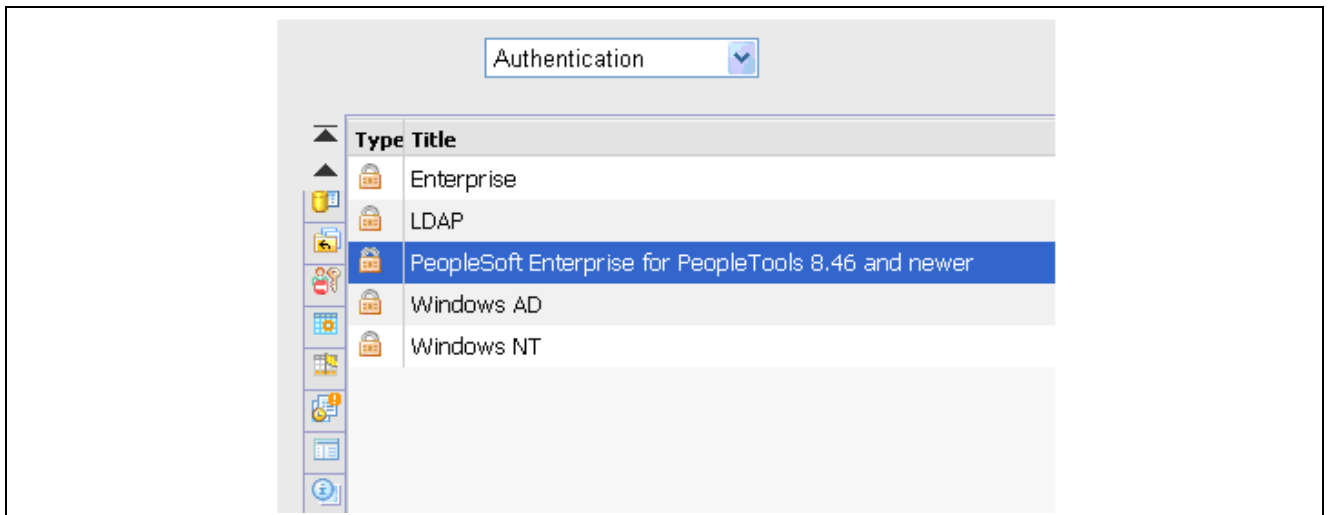 Authentication
Type Title
Enterprise
LDAP
PeopleSoft Enterprise for PeopleTools 8.46 and newer
Windows AD
Windows NT